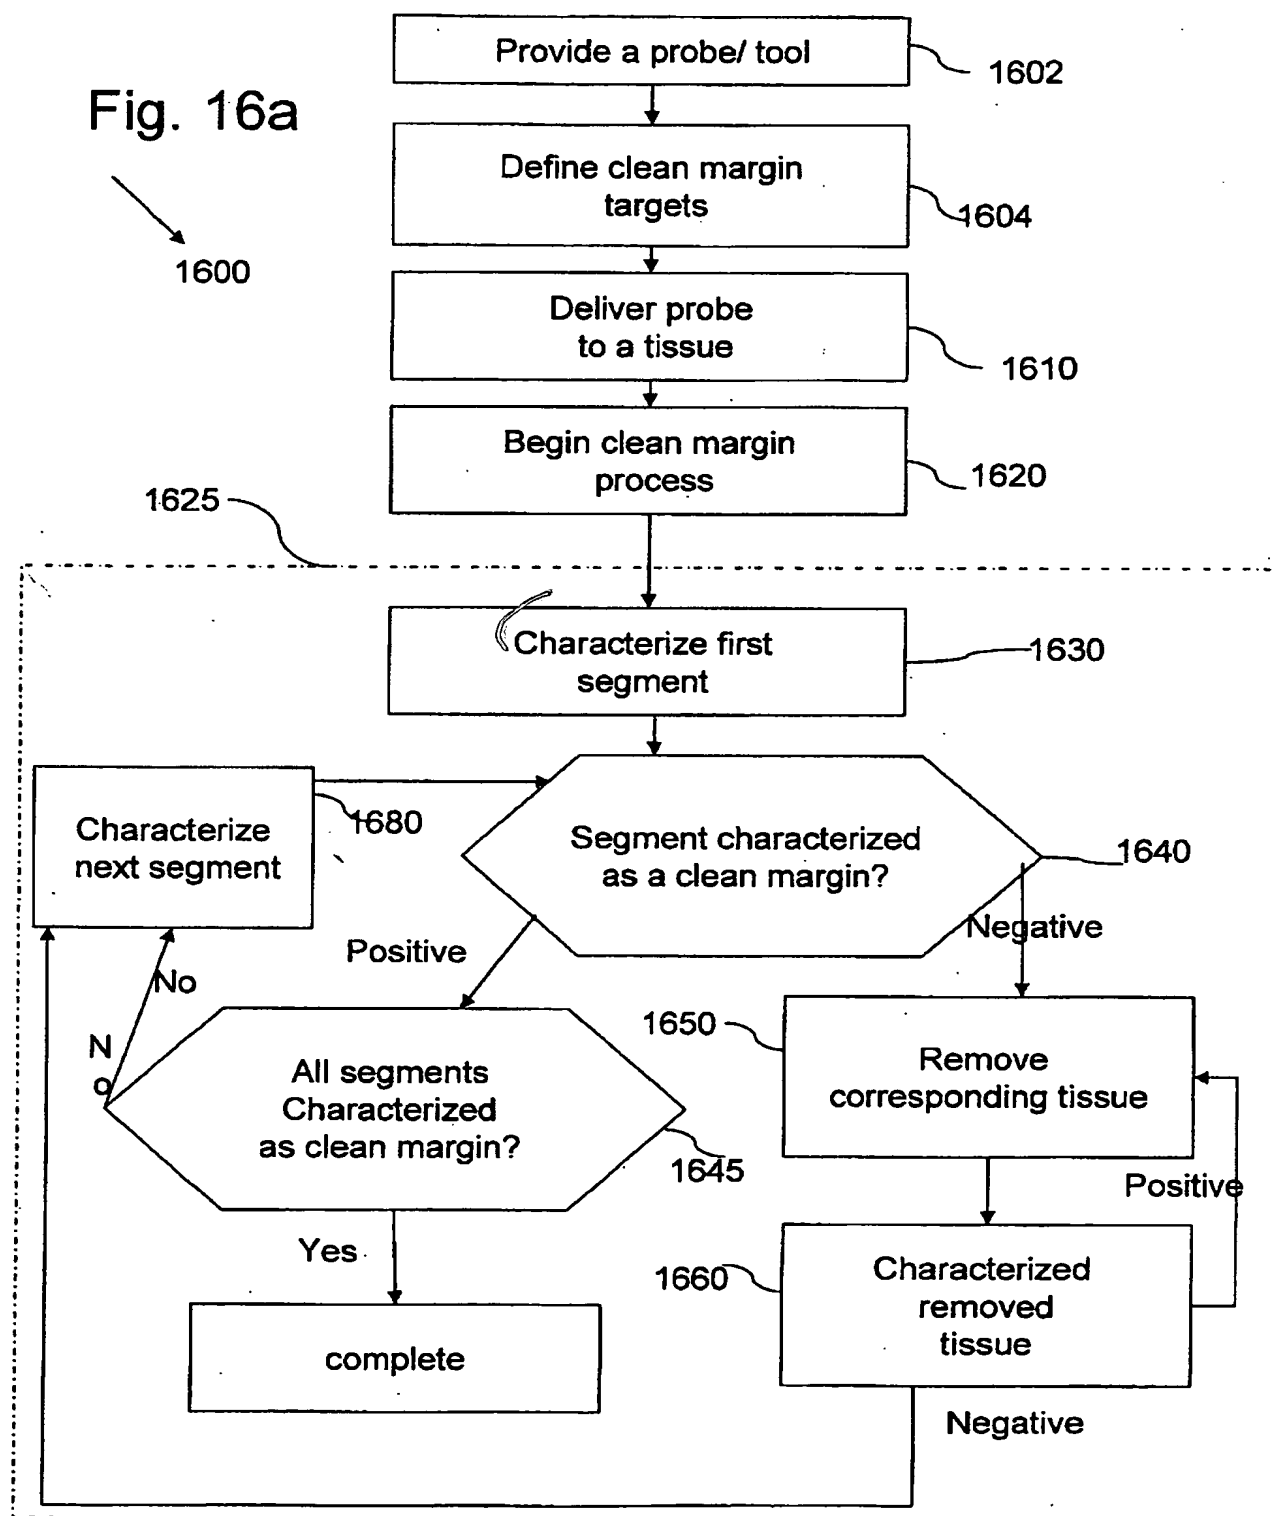 Provide a probe/ tool
1602
Fig. 16a
Define clean margin
targets
1604
1600
Deliver probe
to a tissue
1610
Begin clean margin
process
1620
1625
Characterize first
segment
1630
Characterize
next segment
1680
Segment characterized
as a clean margin?
1640
Positive
Negative
No
N
o
All segments
Characterized
as clean margin?
1645
1650
Remove
corresponding tissue
Positive
Yes
1660
Characterized
removed
tissue
complete
Negative